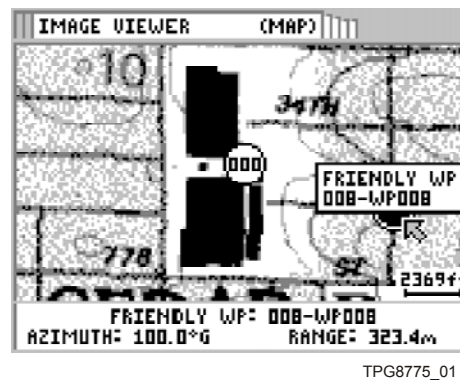 IMAGE VIEWER (MAP)
10
34TH
000
FRIENDLY WP
008-WP008
778
ST
2369f
FRIENDLY WP: 008-WP008
AZIMUTH: 100.0°G RANGE: 323.4m
TPG8775_01